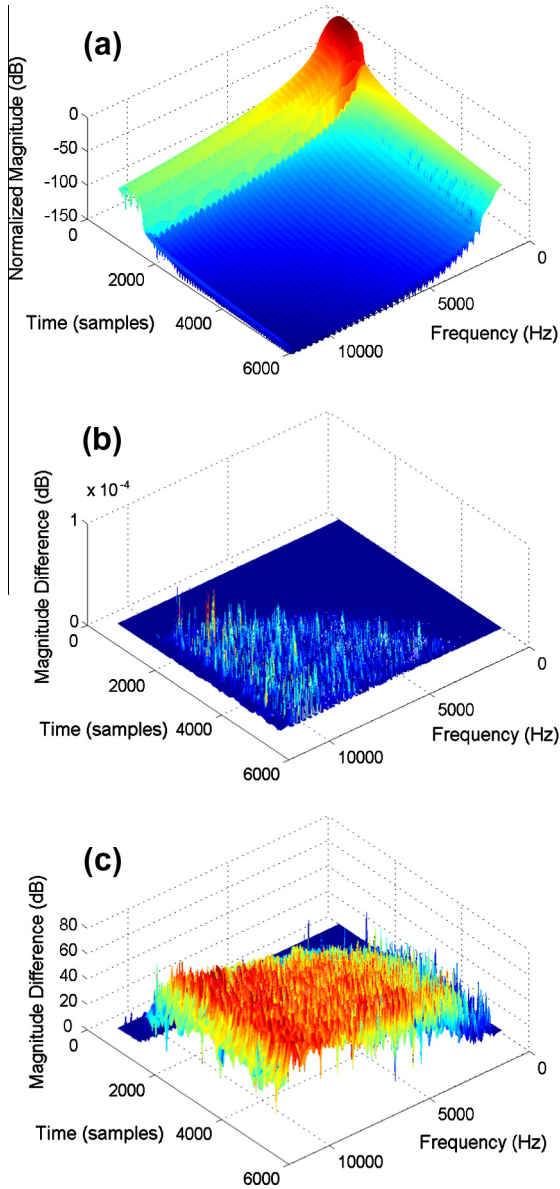 (a)
Normalized Magnitude (dB)
0
-50
-100
-150
0
2000
4000
6000
Time (samples)
0
5000
10000
Frequency (Hz)
(b)
x 10-4
Magnitude Difference (dB)
1
0
0
2000
4000
6000
Time (samples)
0
5000
10000
Frequency (Hz)
(c)
Magnitude Difference (dB)
80
60
40
20
0
0
2000
4000
6000
Time (samples)
0
5000
10000
Frequency (Hz)